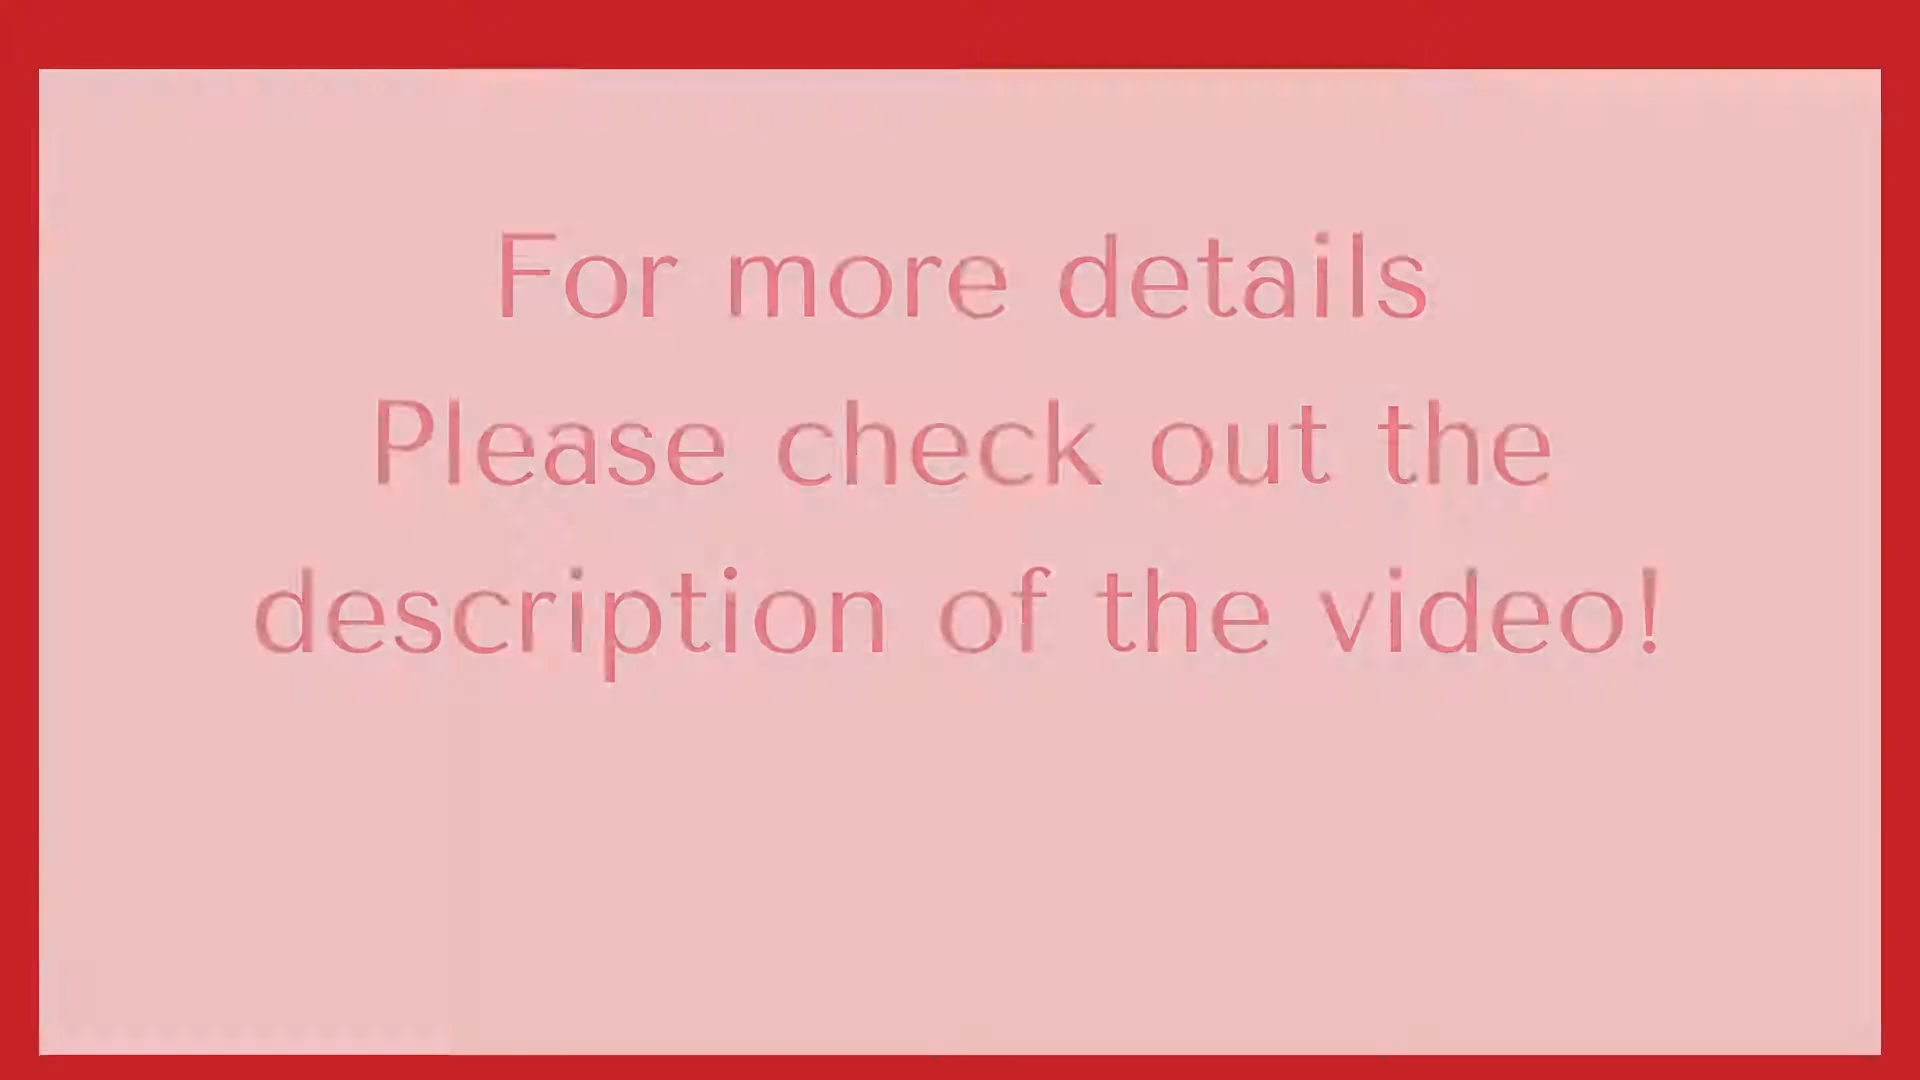 For more details
Please check out the
description of the video!